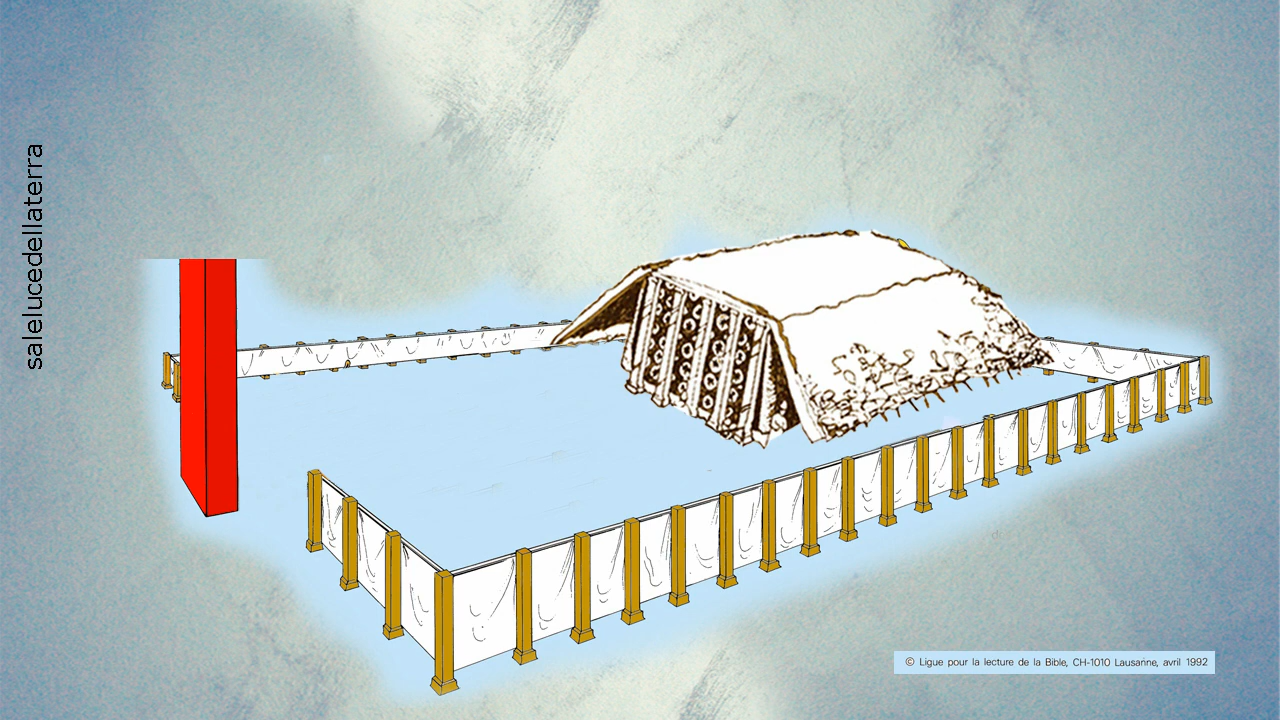 salelucedellaterra
© Ligue pour la lecture de la Bible, CH-1010 Lausanne, avril 1992